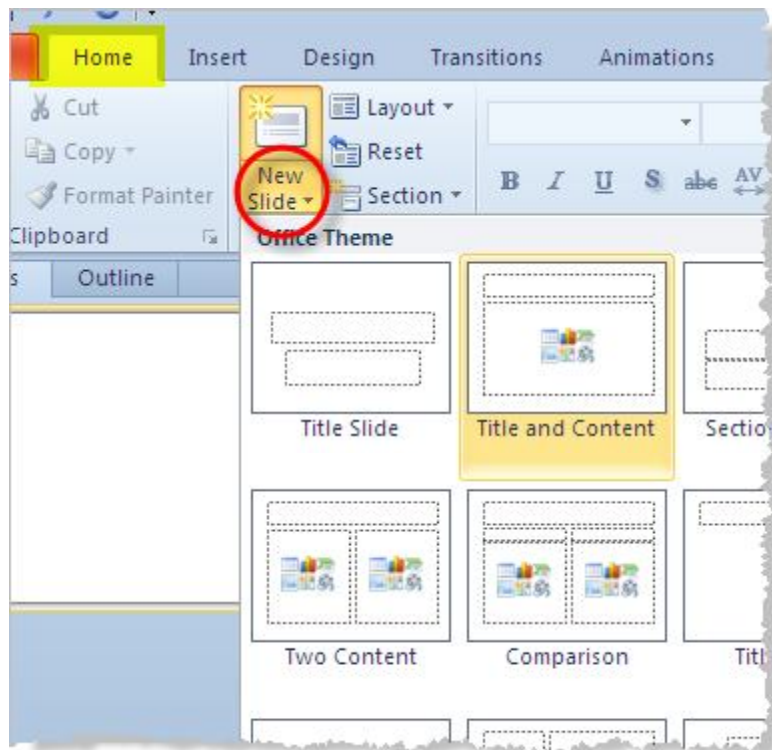 Home Insert Design Transitions Animations
Cut
Copy
Format Painter
Clipboard
New
Slide
Layout
Reset
Section
B I U S abc AV
Outline
Office Theme
Title Slide
Title and Content
Two Content
Comparison